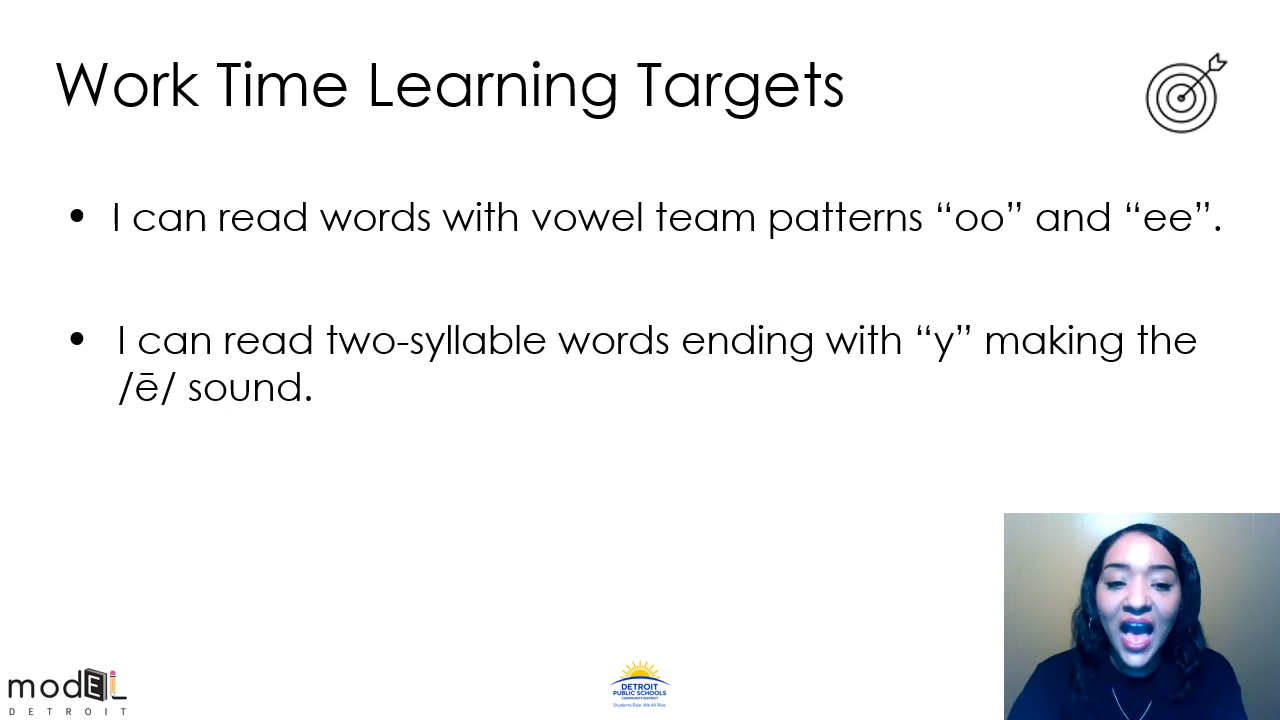 Work Time Learning Targets
• I can read words with vowel team patterns “oo” and “ee”.
• I can read two-syllable words ending with “y” making the
/ē/ sound.
modEL
DETROIT
DETROIT
PUBLIC SCHOOLS
COMMUNITY DISTRICT
Students Rise. We All Rise.